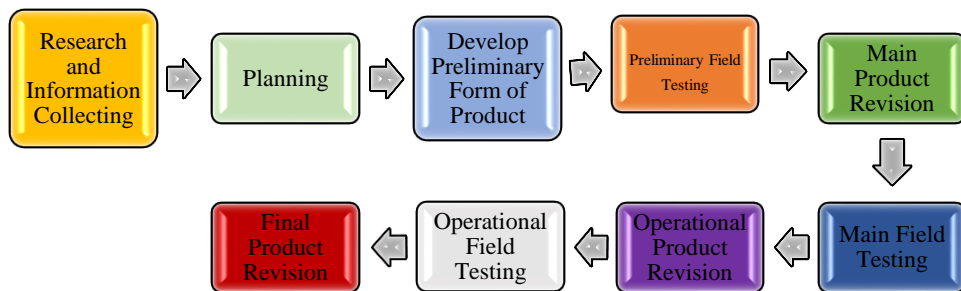 Research
and
Information
Collecting
Planning
Develop
Preliminary
Form of
Product
Preliminary Field
Testing
Main
Product
Revision
Main Field
Testing
Operational
Product
Revision
Operational
Field
Testing
Final
Product
Revision